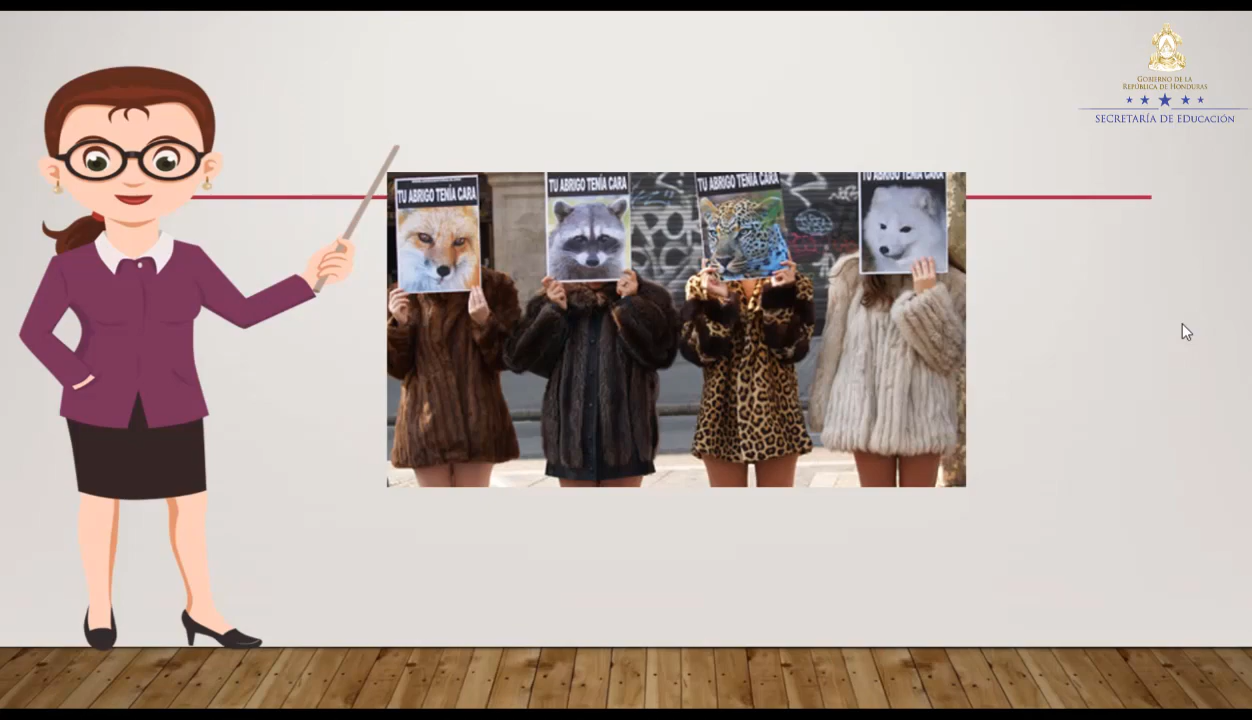 GOBIERNO DE LA
REPÚBLICA DE HONDURAS
SECRETARÍA DE EDUCACIÓN
TU ABRIGO TENÍA CARA
TU ABRIGO TENÍA CARA
TU ABRIGO TENÍA CARA
TU ABRIGO TENÍA CARA